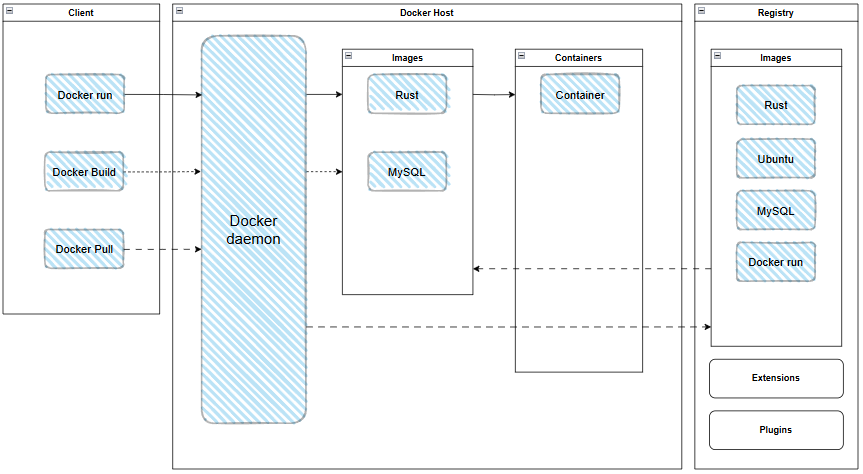 Client
Docker run
Docker Build
Docker Pull
Docker Host
Docker
daemon
Images
Rust
MySQL
Containers
Container
Registry
Images
Rust
Ubuntu
MySQL
Docker run
Extensions
Plugins